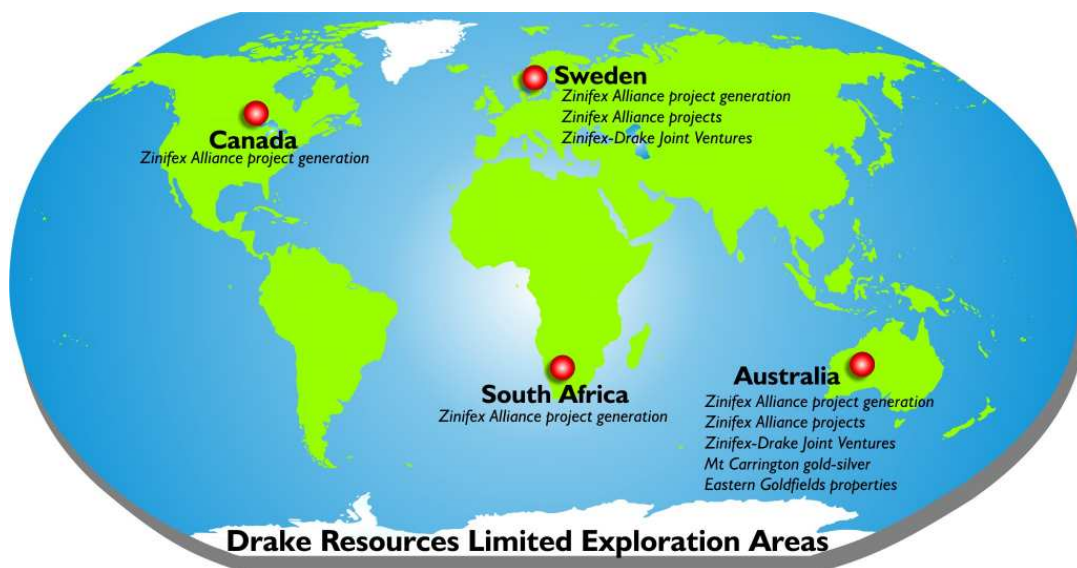 Sweden
Zinifex Alliance project generation
Zinifex Alliance projects
Zinifex-Drake Joint Ventures
Canada
Zinifex Alliance project generation
South Africa
Zinifex Alliance project generation
Australia
Zinifex Alliance project generation
Zinifex Alliance projects
Zinifex-Drake Joint Ventures
Mt Carrington gold-silver
Eastern Goldfields properties
Drake Resources Limited Exploration Areas